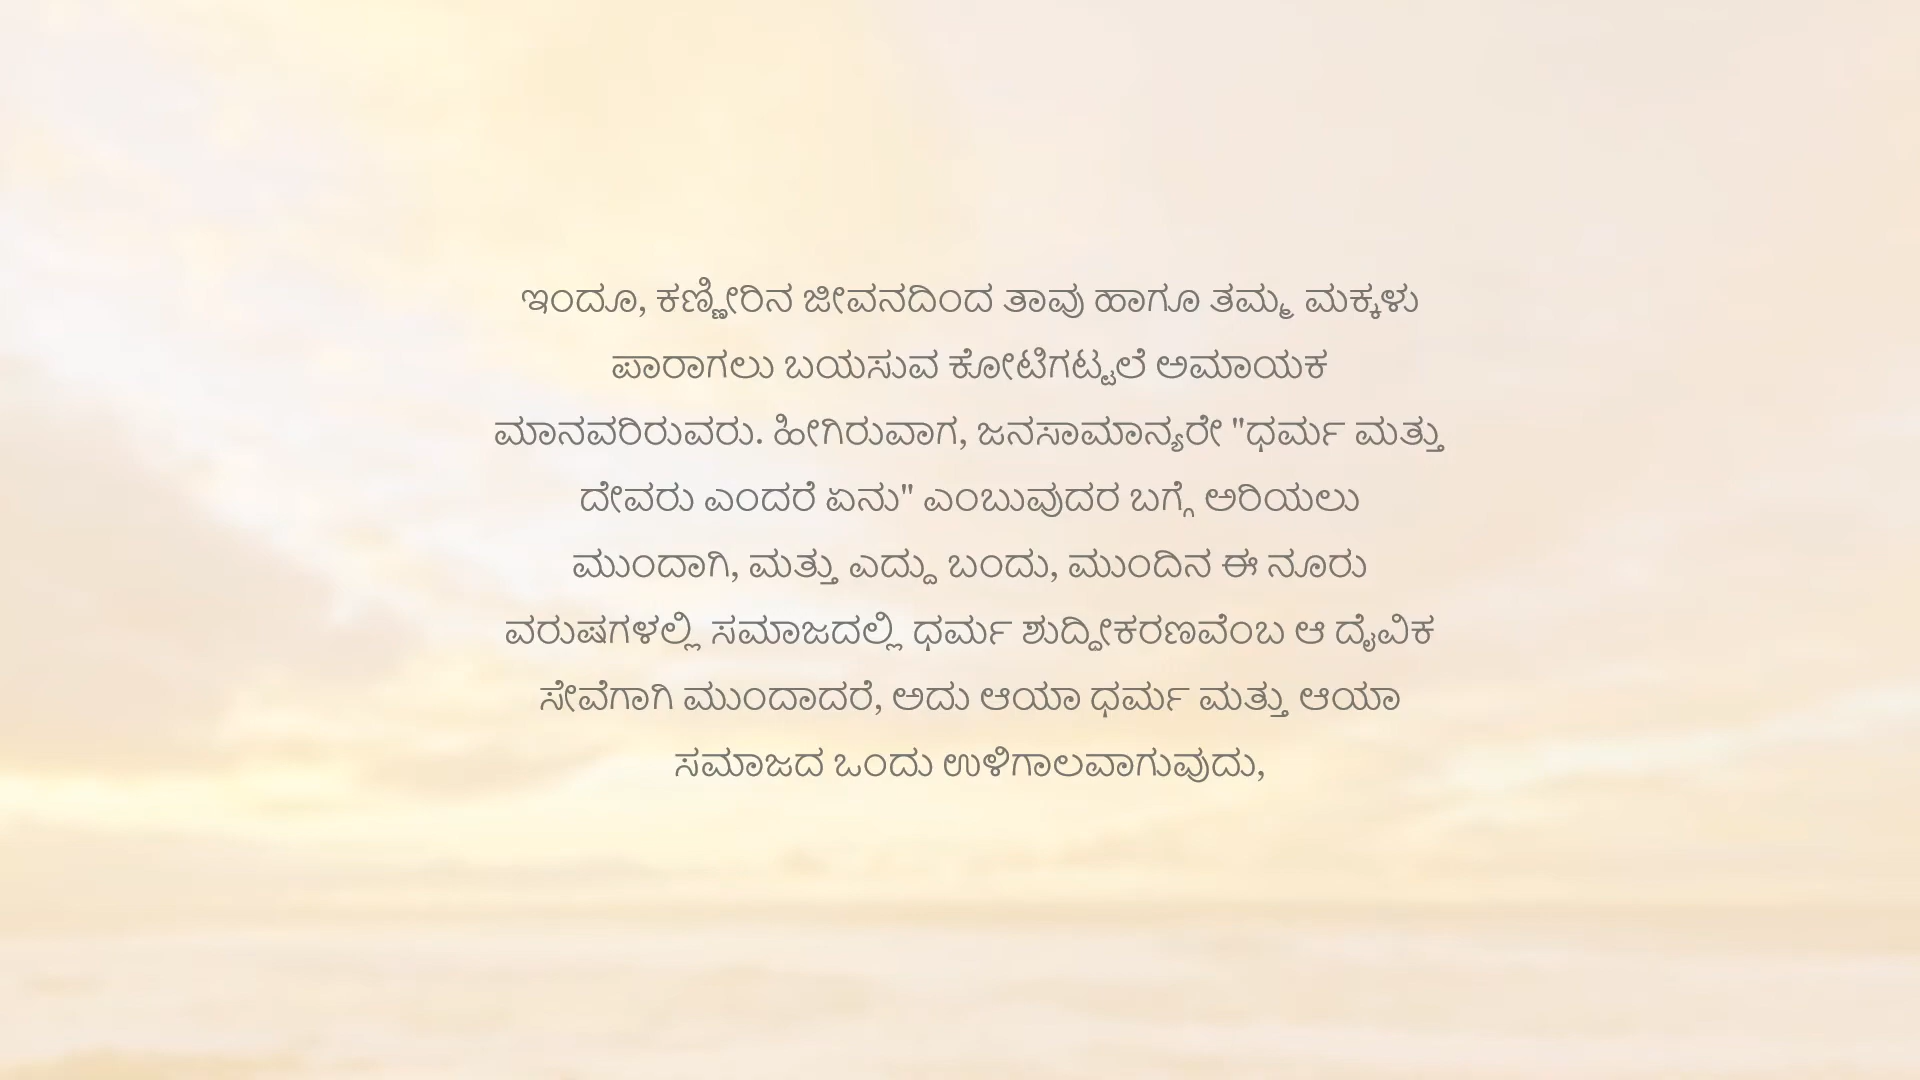 ಇಂದೂ, ಕಣ್ಣೀರಿನ ಜೀವನದಿಂದ ತಾವು ಹಾಗೂ ತಮ್ಮ ಮಕ್ಕಳು
ಪಾರಾಗಲು ಬಯಸುವ ಕೋಟಿಗಟ್ಟಲೆ ಅಮಾಯಕ
ಮಾನವರಿರುವರು. ಹೀಗಿರುವಾಗ, ಜನಸಾಮಾನ್ಯರೇ "ಧರ್ಮ ಮತ್ತು
ದೇವರು ಎಂದರೆ ಏನು" ಎಂಬುವುದರ ಬಗ್ಗೆ ಅರಿಯಲು
ಮುಂದಾಗಿ, ಮತ್ತು ಎದ್ದು ಬಂದು, ಮುಂದಿನ ಈ ನೂರು
ವರುಷಗಳಲ್ಲಿ ಸಮಾಜದಲ್ಲಿ ಧರ್ಮ ಶುದ್ದೀಕರಣವೆಂಬ ಆ ದೈವಿಕ
ಸೇವೆಗಾಗಿ ಮುಂದಾದರೆ, ಅದು ಆಯಾ ಧರ್ಮ ಮತ್ತು ಆಯಾ
ಸಮಾಜದ ಒಂದು ಉಳಿಗಾಲವಾಗುವುದು,